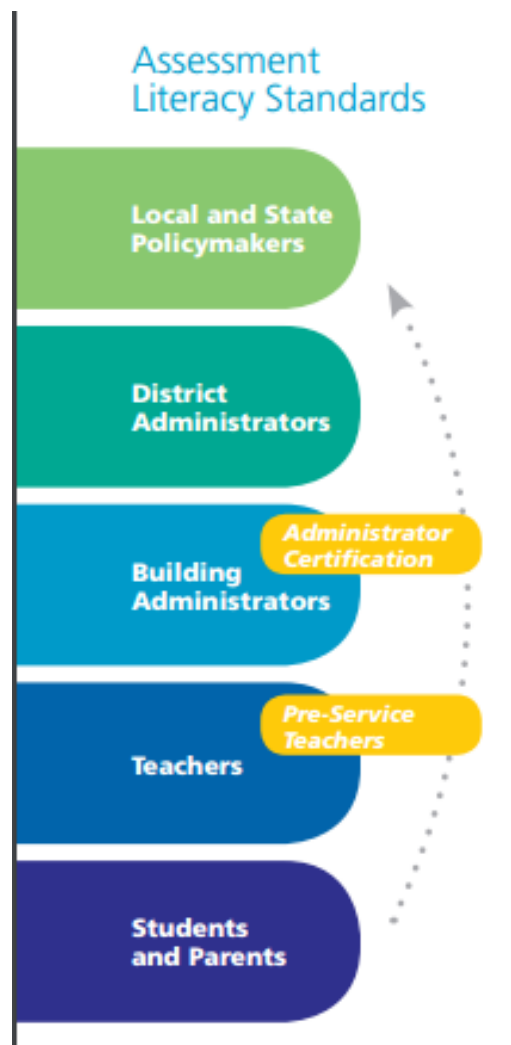 Assessment
Literacy Standards
Local and State
Policymakers
District
Administrators
Administrator
Certification
Building
Administrators
Pre-Service
Teachers
Teachers
Students
and Parents